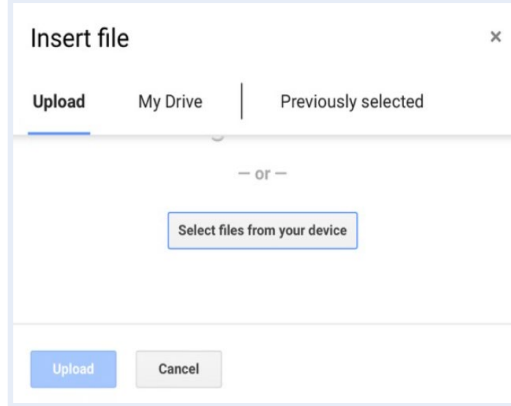 Insert file ×
Upload My Drive Previously selected
— or —
Select files from your device
Upload Cancel